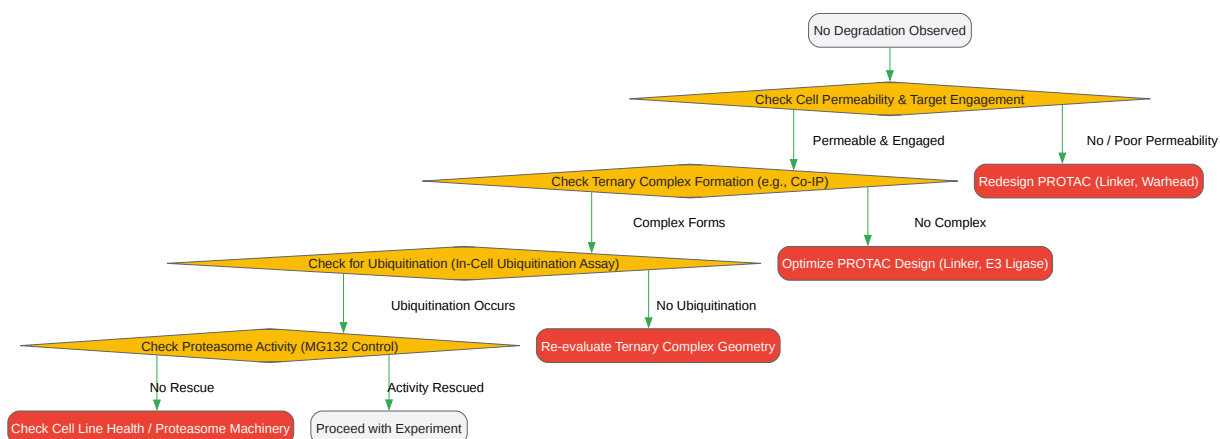 No Degradation Observed
Check Cell Permeability & Target Engagement
Permeable & Engaged
No / Poor Permeability
Check Ternary Complex Formation (e.g., Co-IP)
Redesign PROTAC (Linker, Warhead)
Complex Forms
No Complex
Check for Ubiquitination (In-Cell Ubiquitination Assay)
Optimize PROTAC Design (Linker, E3 Ligase)
Ubiquitination Occurs
No Ubiquitination
Check Proteasome Activity (MG132 Control)
Re-evaluate Ternary Complex Geometry
No Rescue
Activity Rescued
Check Cell Line Health / Proteasome Machinery
Proceed with Experiment